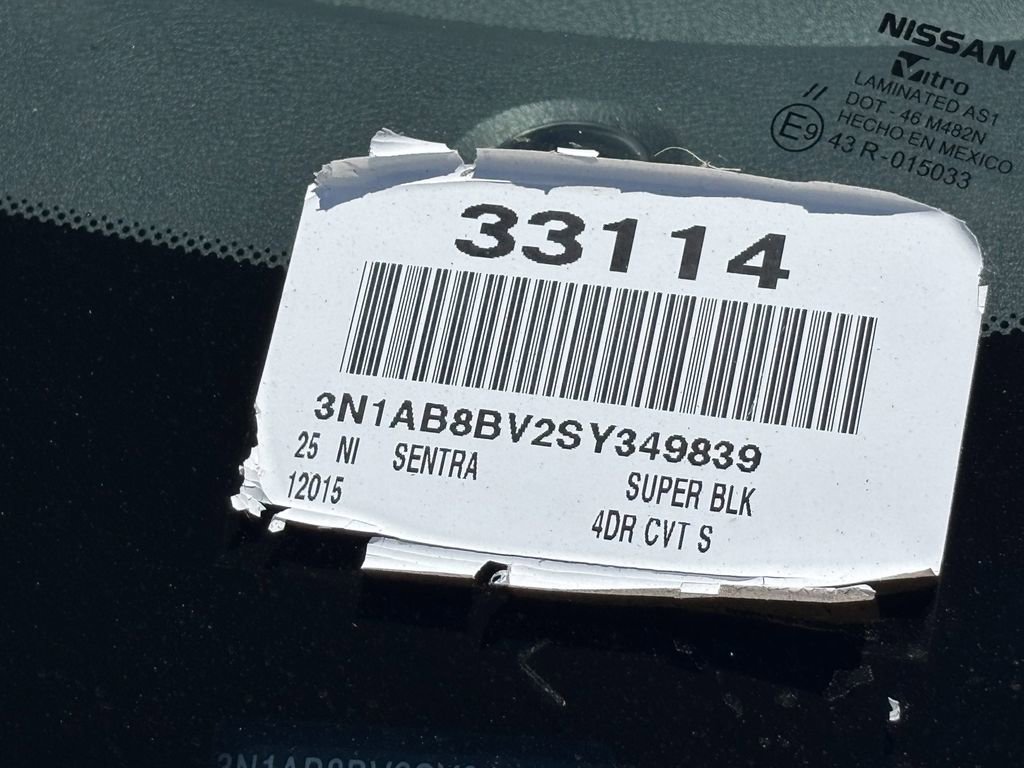 NISSAN
Vitro
LAMINATED AS1
//
DOT - 46 M482N
HECHO EN MEXICO
E9 43 R-015033
33114
3N1AB8BV2SY349839
25 NI SENTRA SUPER BLK
12015 4DR CVT S